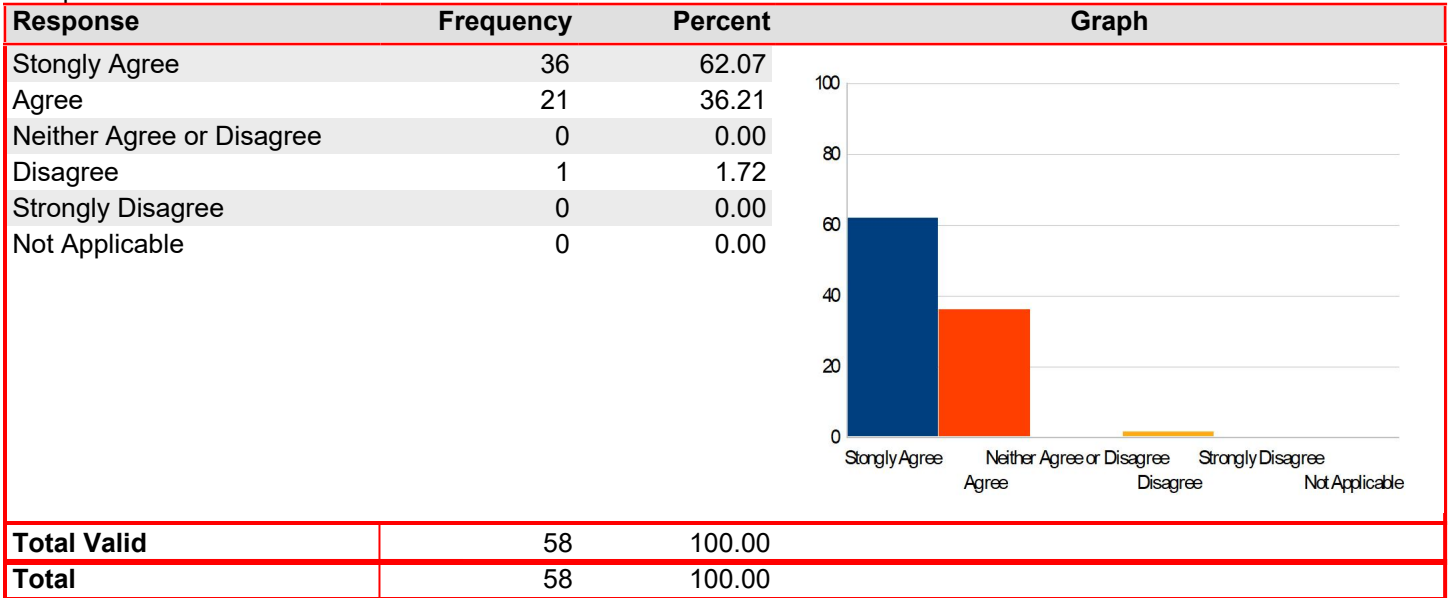 Response Frequency Percent Graph
Stongly Agree 36 62.07
Agree 21 36.21
Neither Agree or Disagree 0 0.00
Disagree 1 1.72
Strongly Disagree 0 0.00
Not Applicable 0 0.00
100
80
60
40
20
0
Stongly Agree Neither Agree or Disagree Strongly Disagree
Agree Disagree Not Applicable
Total Valid 58 100.00
Total 58 100.00